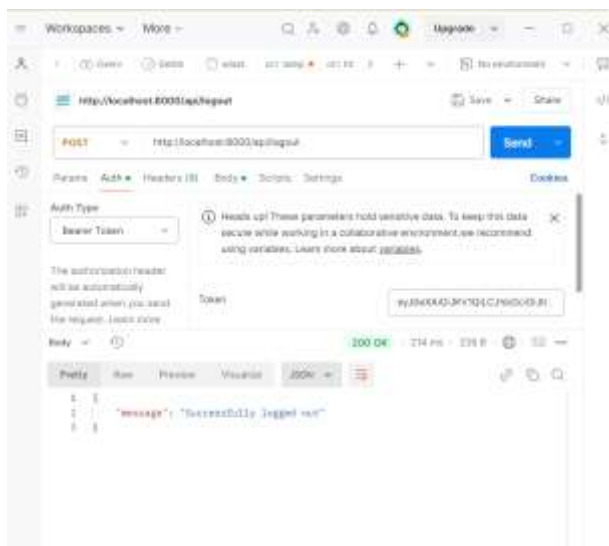 Workspaces More Upgrade
http://localhost:8000/api/logout Save Share
POST http://localhost:8000/api/logout Send
Params Auth Headers (9) Body Scripts Settings Cookies
Auth Type
Bearer Token
Heads up! These parameters hold sensitive data. To keep this data
secure while working in a collaborative environment, we recommend
using variables. Learn more about variables.
The authorization header
will be automatically
generated when you send
the request. Learn more
Token
Body 200 OK 214 ms
Pretty Raw Preview Visualize JSON
1 {
2 "message": "Successfully logged out"
3 }